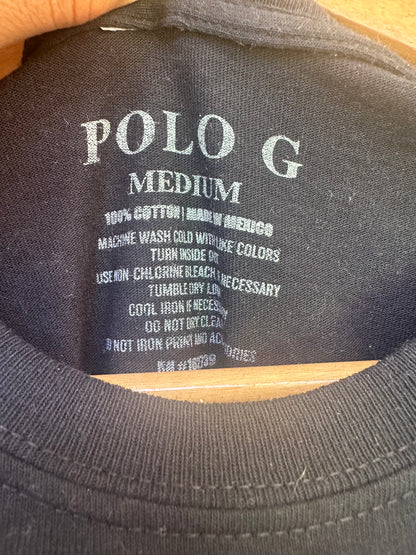 POLO G
MEDIUM
100% COTTON | MADE IN MEXICO
MACHINE WASH COLD WITH LIKE COLORS
TURN INSIDE OUT
USE NON-CHLORINE BLEACH IF NECESSARY
TUMBLE DRY LOW
COOL IRON IF NECESSARY
DO NOT DRY CLEAN
DO NOT IRON PRINT AND ACCESSORIES